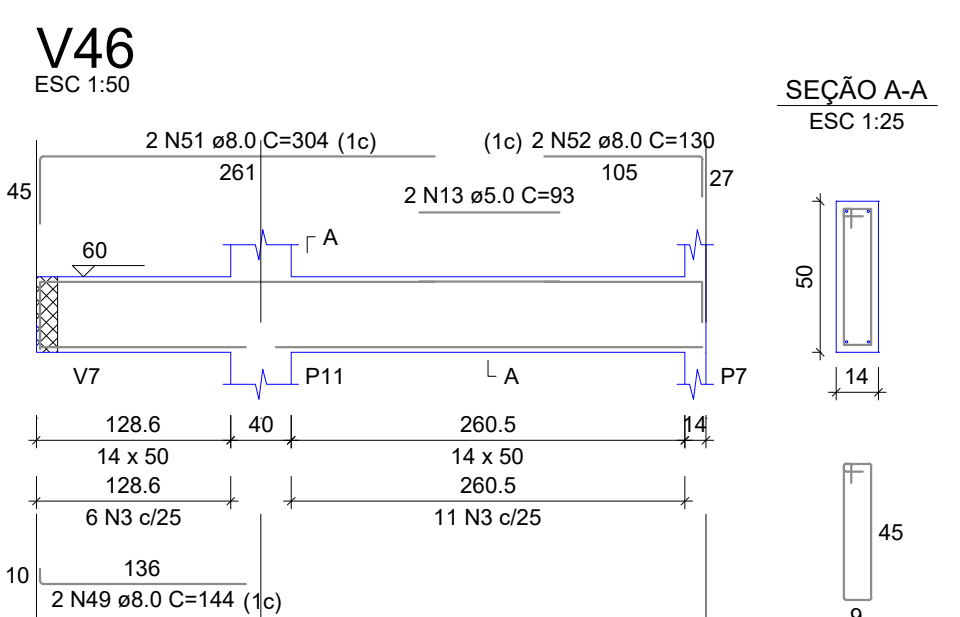 V46
ESC 1:50
SEÇÃO A-A
ESC 1:25
2 N51 ø8.0 C=304 (1c)
(1c) 2 N52 ø8.0 C=130
45
261
105
27
2 N13 ø5.0 C=93
A
60
50
V7
P11
A
P7
14
128.6
40
260.5
14
14 x 50
14 x 50
128.6
260.5
6 N3 c/25
11 N3 c/25
45
10
136
2 N49 ø8.0 C=144 (1c)
9